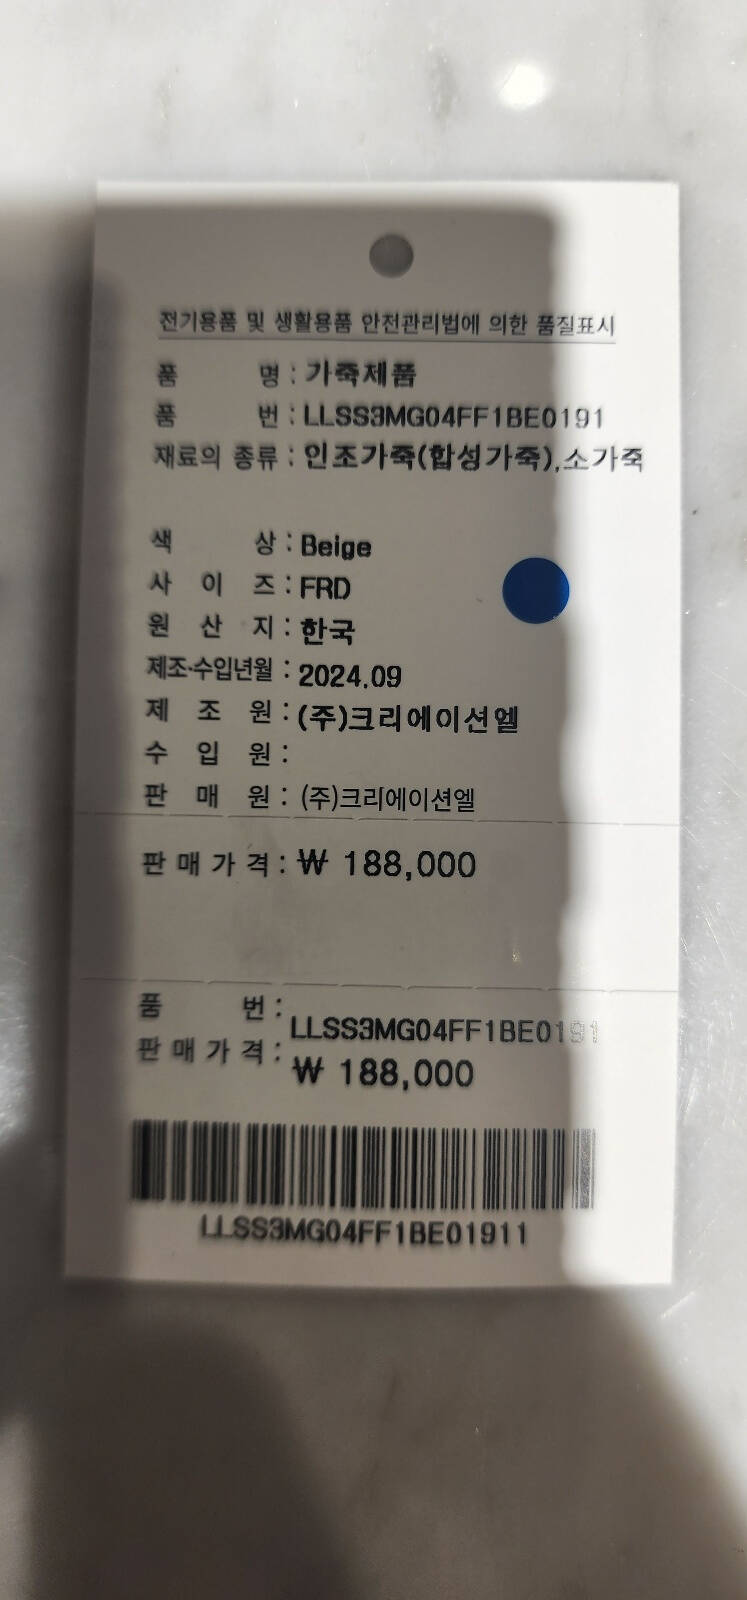 전기용품 및 생활용품 안전관리법에 의한 품질표시
품 명 : 가죽제품
품 번 : LLSS3MG04FF1BE0191
재료의 종류 : 인조가죽(합성가죽),소가죽
색 상 : Beige
사 이 즈 : FRD
원 산 지 : 한국
제조·수입년월 : 2024.09
제 조 원 : (주)크리에이션엘
수 입 원 :
판 매 원 : (주)크리에이션엘
판 매 가 격 : ₩ 188,000
품 번 : LLSS3MG04FF1BE0191
판 매 가 격 : ₩ 188,000
LLSS3MG04FF1BE01911